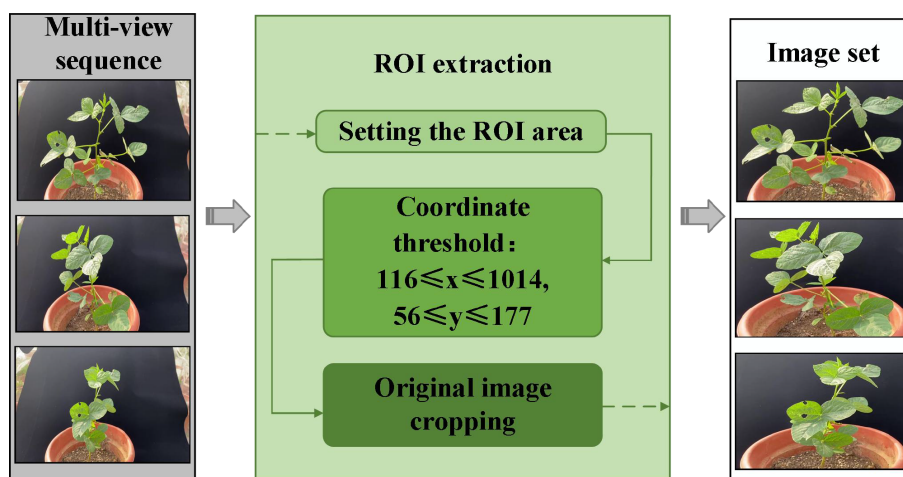 Multi-view
sequence
ROI extraction
Setting the ROI area
Coordinate
threshold：
116≤x≤1014,
56≤y≤177
Original image
cropping
Image set